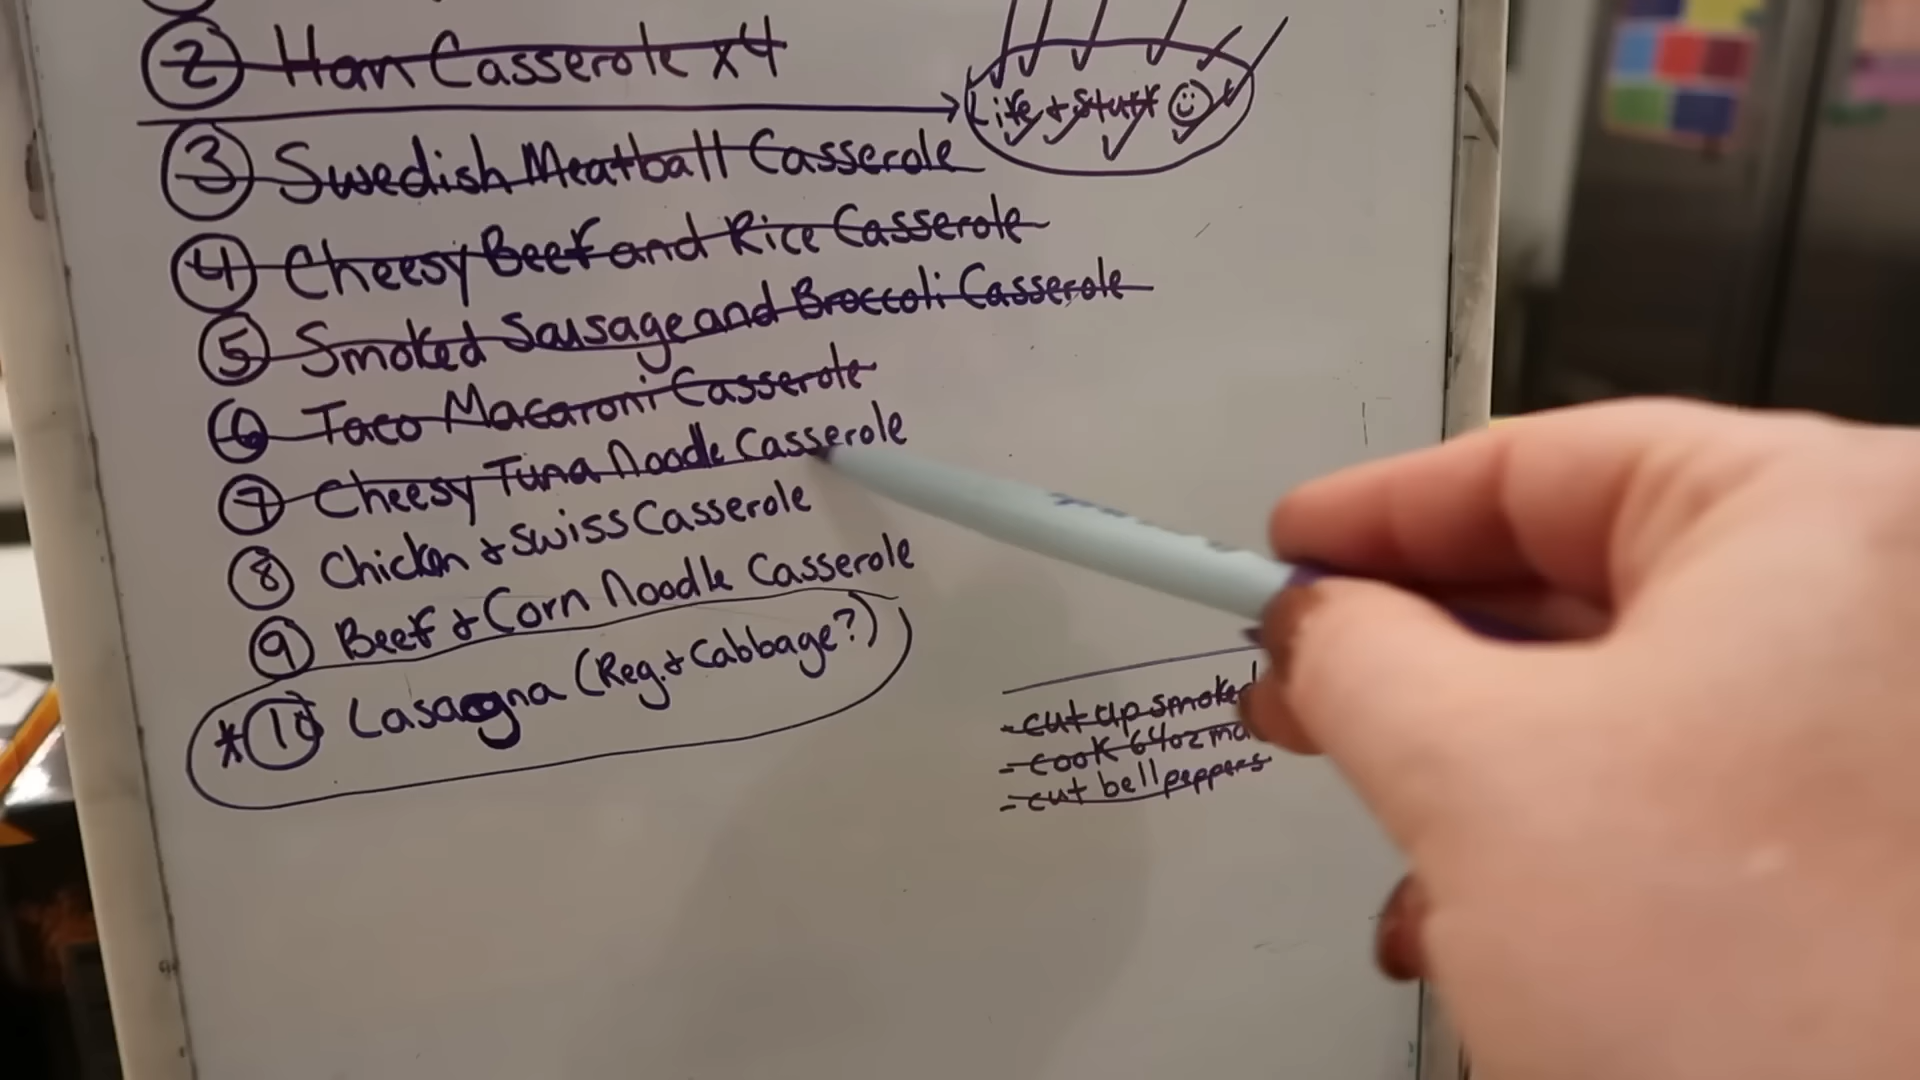 ② Ham Casserole x4
Life & Stuff ☺
③ Swedish Meatball Casserole
④ Cheesy Beef and Rice Casserole
⑤ Smoked Sausage and Broccoli Casserole
⑥ Taco Macaroni Casserole
⑦ Cheesy Tuna Noodle Casserole
⑧ Chicken & Swiss Casserole
⑨ Beef & Corn Noodle Casserole
*⑩ Lasagna (Reg. & Cabbage?)
- cut up smoked
- cook 64oz
- cut bell peppers